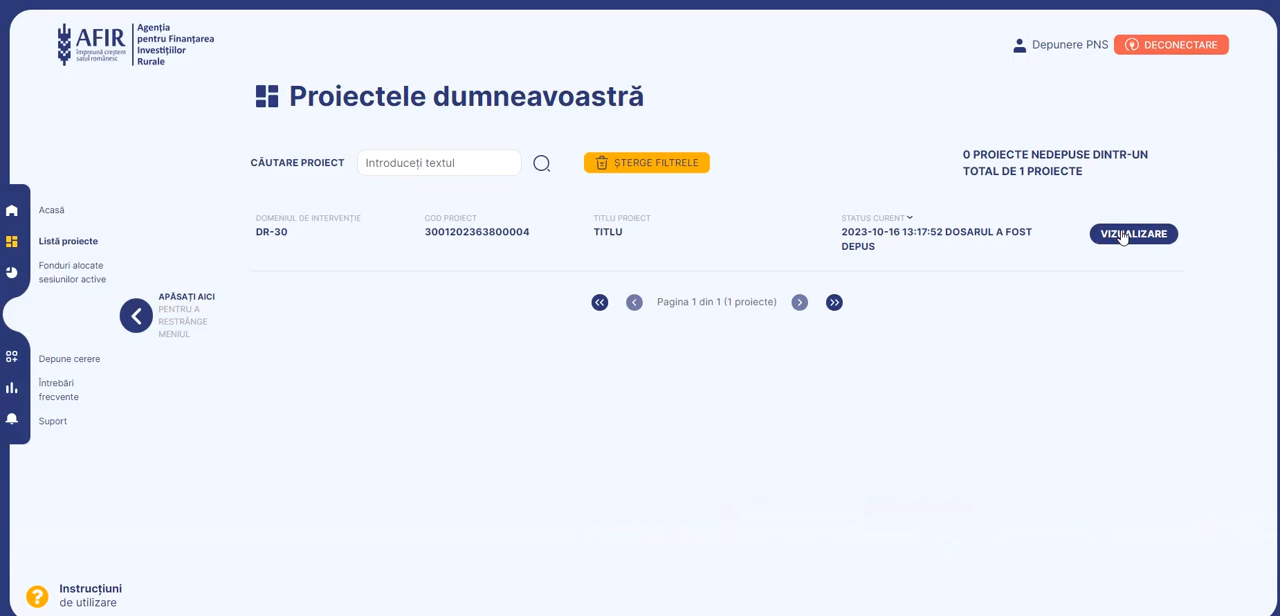 AFIR
împreună creștem
satul românesc
Agenția
pentru Finanțarea
Investițiilor
Rurale
Depunere PNS
DECONECTARE
Proiectele dumneavoastră
CĂUTARE PROIECT
Introduceți textul
ȘTERGE FILTRELE
0 PROIECTE NEDEPUSE DINTR-UN
TOTAL DE 1 PROIECTE
Acasă
Listă proiecte
Fonduri alocate
sesiunilor active
APĂSAȚI AICI
PENTRU A
RESTRÂNGE
MENIUL
Depune cerere
Întrebări
frecvente
Suport
DOMENIUL DE INTERVENȚIE
DR-30
COD PROIECT
3001202363800004
TITLU PROIECT
TITLU
STATUS CURENT
2023-10-16 13:17:52 DOSARUL A FOST
DEPUS
VIZUALIZARE
Pagina 1 din 1 (1 proiecte)
?
Instrucțiuni
de utilizare